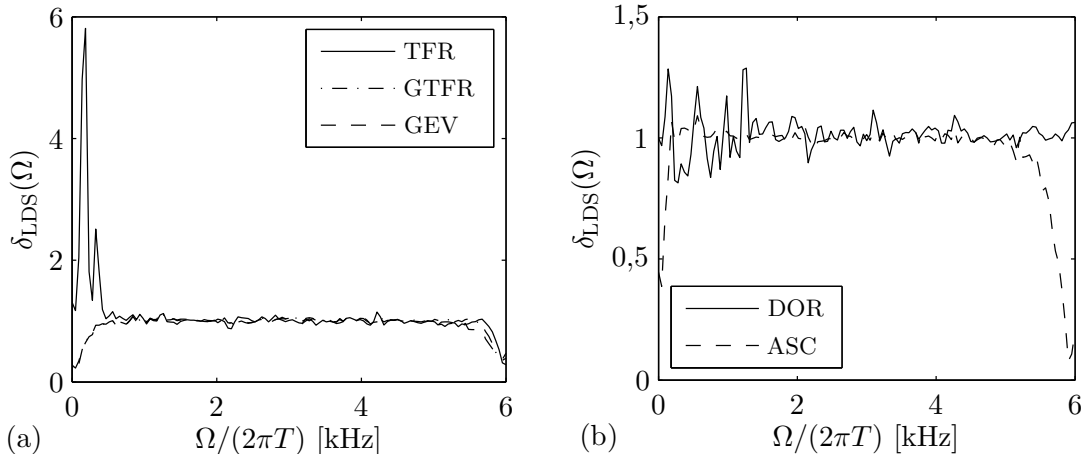 6
4
2
0
δLDS(Ω)
TFR
GTFR
GEV
0 2 4 6
Ω/(2πT) [kHz]
(a)
1,5
1
0,5
0
δLDS(Ω)
DOR
ASC
0 2 4 6
Ω/(2πT) [kHz]
(b)